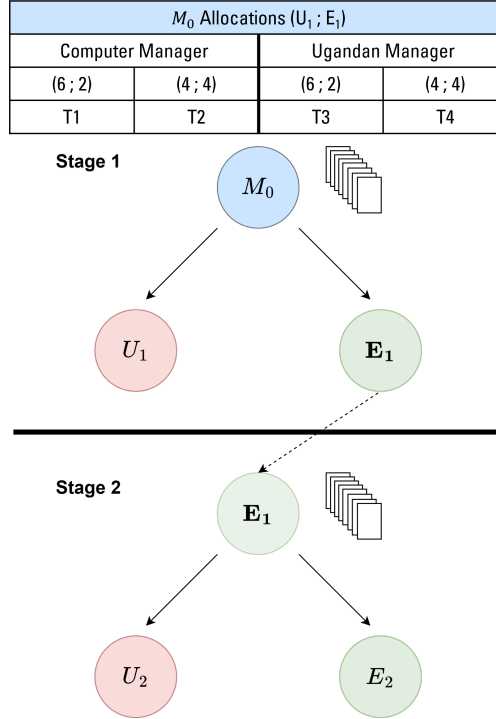 M₀ Allocations (U₁ ; E₁)
Computer Manager Ugandan Manager
(6 ; 2) (4 ; 4) (6 ; 2) (4 ; 4)
T1 T2 T3 T4
Stage 1
M₀
U₁ E₁
Stage 2
E₁
U₂ E₂